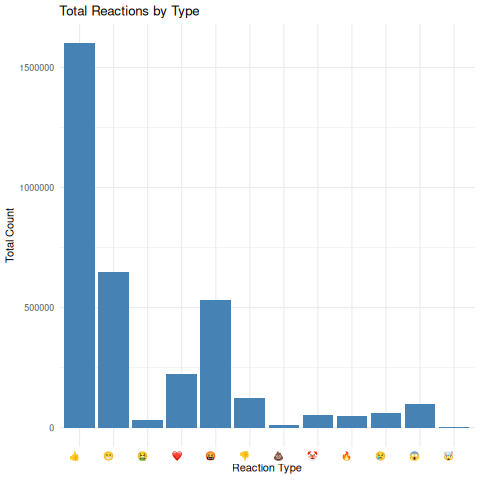 Total Reactions by Type
Total Count
1500000
1000000
500000
0
👍 😁 🤮 ❤️ 🤬 👎 💩 🤡 🔥 😢 😱 🤯
Reaction Type